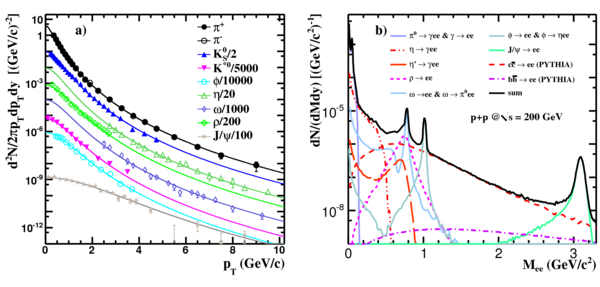 a)
π⁺
π⁻
K⁰_S/2
K*⁰/5000
ϕ/10000
η/20
ω/1000
ρ/200
J/ψ/100
d²N/2πp_Tdp_Tdy [(GeV/c)⁻²]
1
10⁻³
10⁻⁶
10⁻⁹
10⁻¹²
0 2 4 6 8 10
p_T (GeV/c)
b)
π⁰ → γee & γ → ee
η → γee
η' → γee
ρ → ee
ω→ee & ω→ π⁰ee
ϕ → ee & ϕ → ηee
J/ψ → ee
cc̄ → ee (PYTHIA)
bb̄ → ee (PYTHIA)
sum
p+p @√s = 200 GeV
dN/(dMdy) [(GeV/c²)⁻¹]
10⁻²
10⁻⁵
10⁻⁸
0 1 2 3
M_ee (GeV/c²)